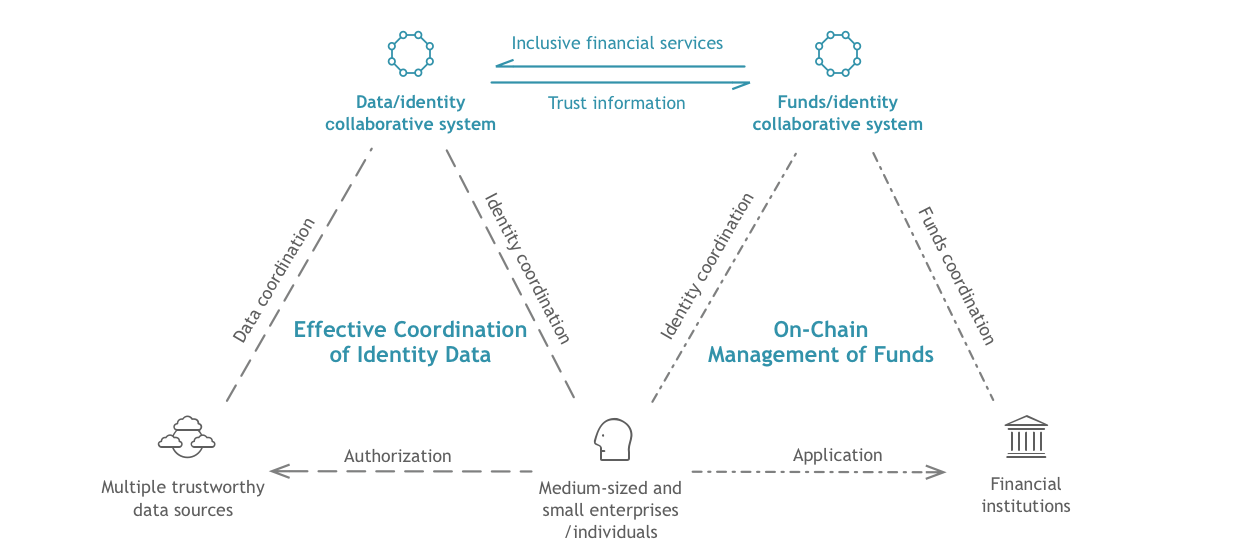 Inclusive financial services
Trust information
Data/identity
collaborative system
Funds/identity
collaborative system
Data coordination
Identity coordination
Identity coordination
Funds coordination
Effective Coordination
of Identity Data
On-Chain
Management of Funds
Authorization
Application
Multiple trustworthy
data sources
Medium-sized and
small enterprises
/individuals
Financial
institutions